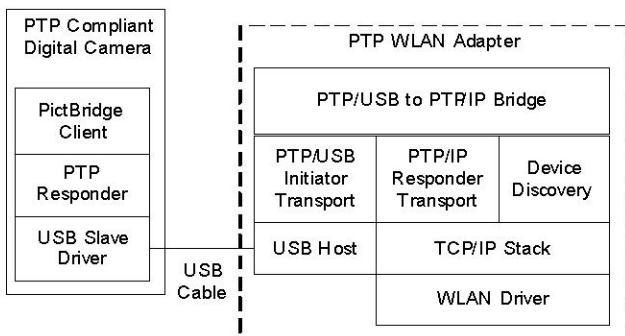 PTP Compliant
Digital Camera
PictBridge
Client
PTP
Responder
USB Slave
Driver
USB
Cable
PTP WLAN Adapter
PTP/USB to PTP/IP Bridge
PTP/USB
Initiator
Transport
PTP/IP
Responder
Transport
Device
Discovery
USB Host
TCP/IP Stack
WLAN Driver